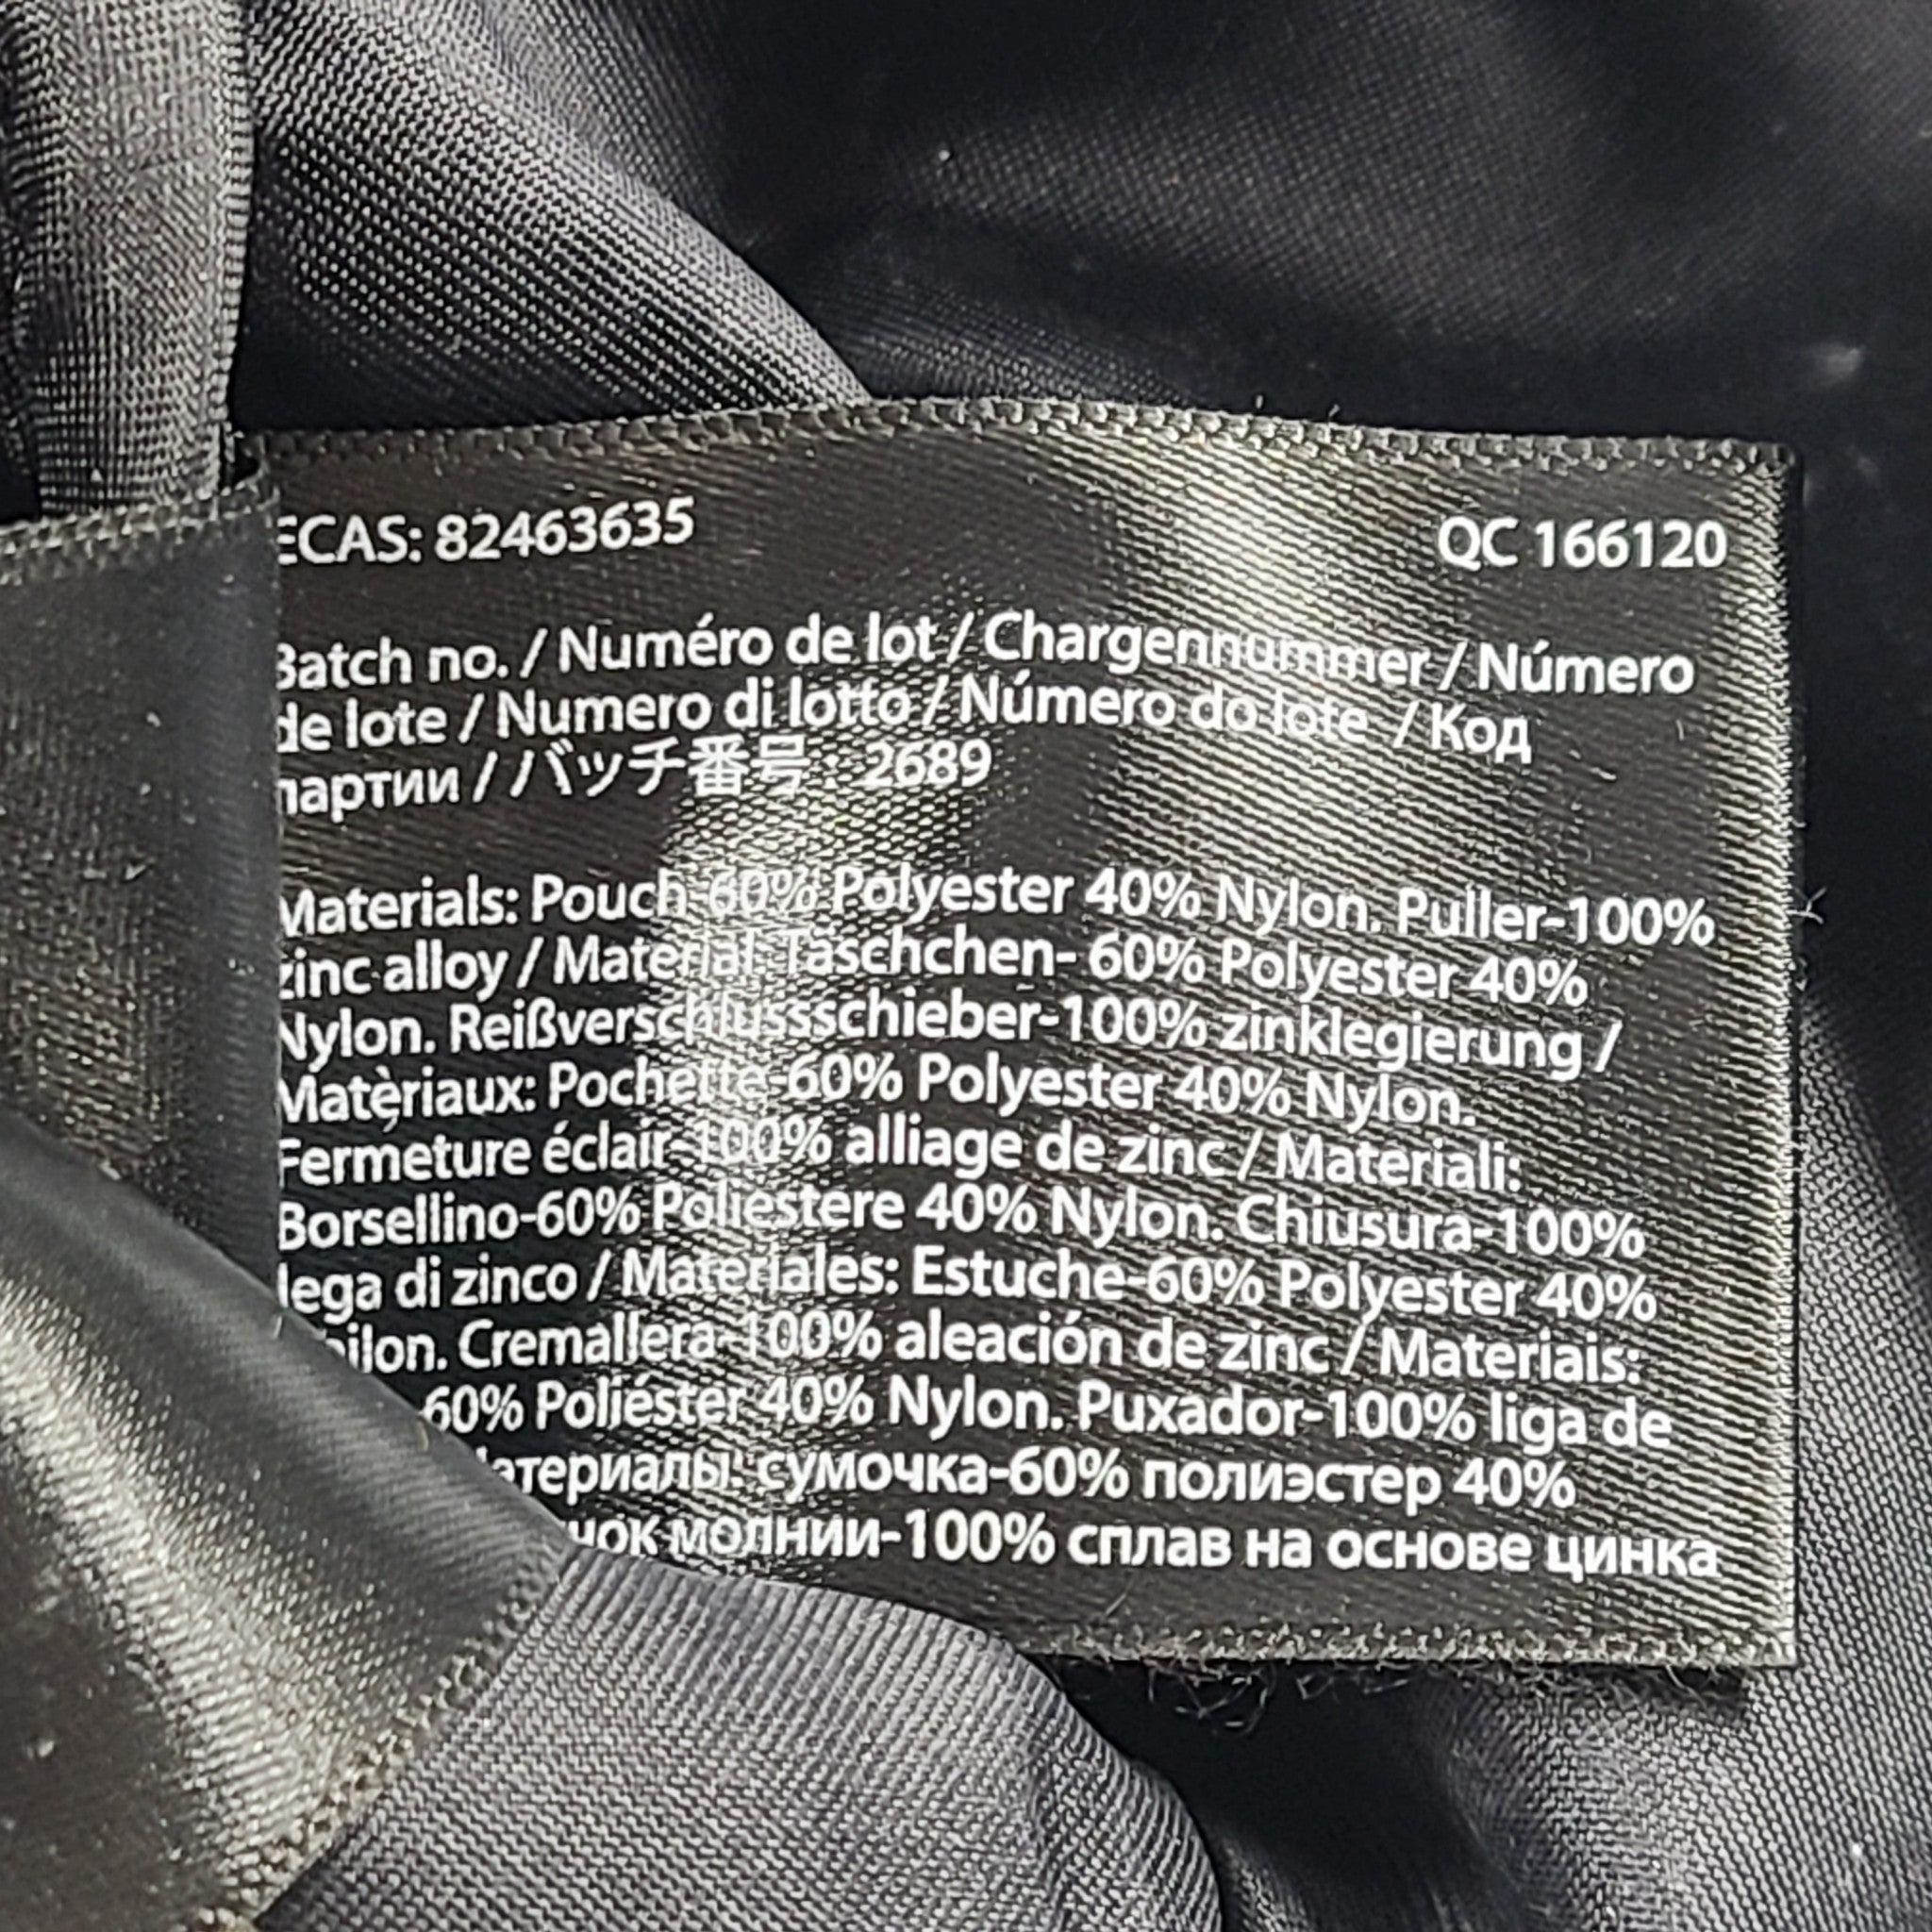 ECAS: 82463635 QC 166120
Batch no. / Numéro de lot / Chargennummer / Número
de lote / Numero di lotto / Número do lote / Код
партии / バッチ番号: 2689
Materials: Pouch-60% Polyester 40% Nylon. Puller-100%
zinc alloy / Material: Täschchen- 60% Polyester 40%
Nylon. Reißverschlussschieber-100% zinklegierung /
Matèriaux: Pochette-60% Polyester 40% Nylon.
Fermeture éclair-100% alliage de zinc / Materiali:
Borsellino-60% Poliestere 40% Nylon. Chiusura-100%
lega di zinco / Materiales: Estuche-60% Polyester 40%
Cremallera-100% aleación de zinc / Materiais:
-60% Poliéster 40% Nylon. Puxador-100% liga de
сумочка-60% полиэстер 40%
молнии-100% сплав на основе цинка